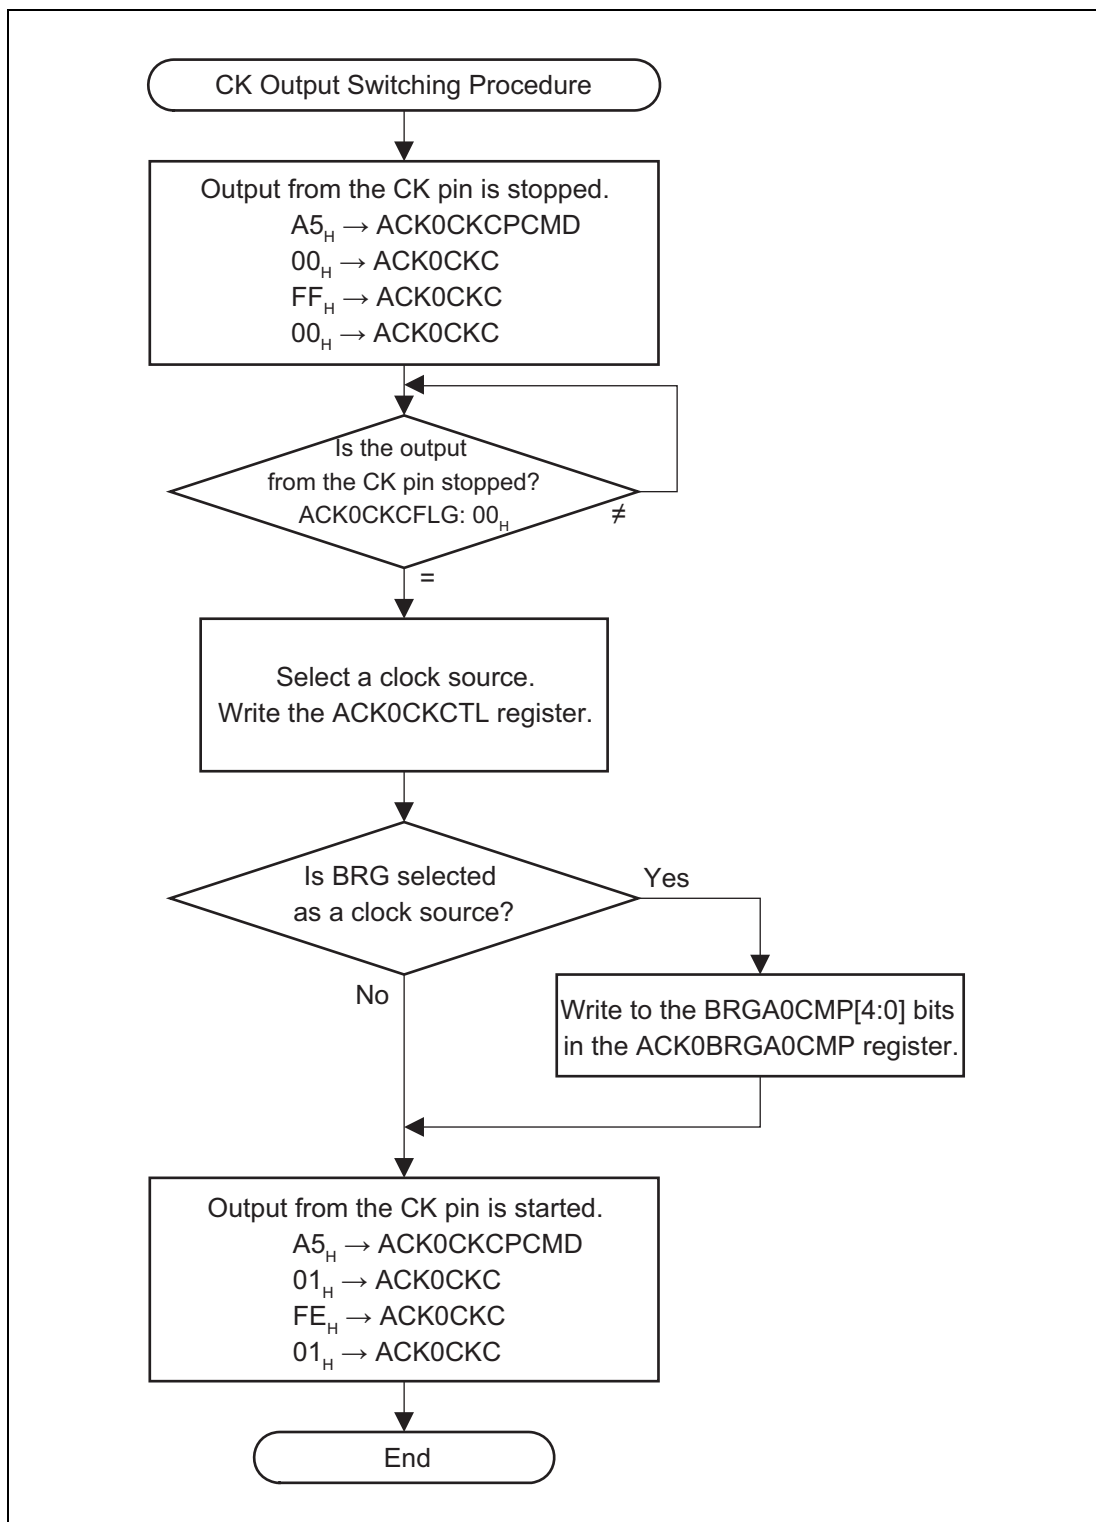 CK Output Switching Procedure
Output from the CK pin is stopped.
A5H → ACK0CKCPCMD
00H → ACK0CKC
FFH → ACK0CKC
00H → ACK0CKC
Is the output
from the CK pin stopped?
ACK0CKCFLG: 00H
≠
=
Select a clock source.
Write the ACK0CKCTL register.
Is BRG selected
as a clock source?
Yes
No
Write to the BRGA0CMP[4:0] bits
in the ACK0BRGA0CMP register.
Output from the CK pin is started.
A5H → ACK0CKCPCMD
01H → ACK0CKC
FEH → ACK0CKC
01H → ACK0CKC
End